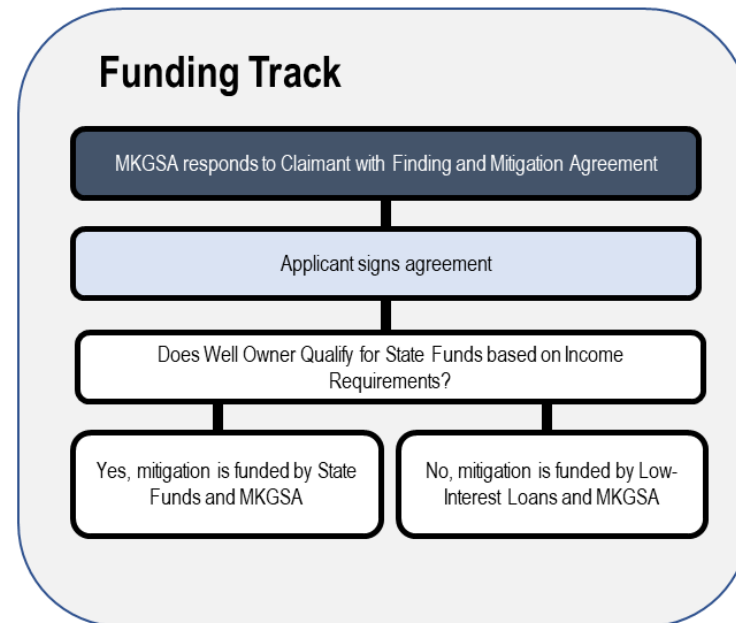 Funding Track
MKGSA responds to Claimant with Finding and Mitigation Agreement
Applicant signs agreement
Does Well Owner Qualify for State Funds based on Income
Requirements?
Yes, mitigation is funded by State
Funds and MKGSA
No, mitigation is funded by Low-
Interest Loans and MKGSA